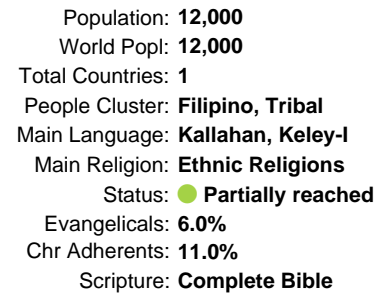 Population: 12,000
World Popl: 12,000
Total Countries: 1
People Cluster: Filipino, Tribal
Main Language: Kallahan, Keley-I
Main Religion: Ethnic Religions
Status: Partially reached
Evangelicals: 6.0%
Chr Adherents: 11.0%
Scripture: Complete Bible